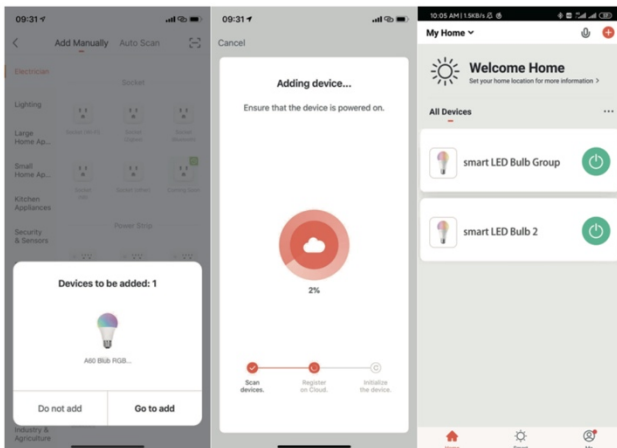 09:31
Add Manually Auto Scan
Electrician
Socket
Lighting
Large
Home Ap...
Small
Home Ap...
Kitchen
Appliances
Power Strip
Security
& Sensors
Devices to be added: 1
A60 Blub RGB...
Do not add
Go to add
Industry &
Agriculture
09:31
Cancel
Adding device...
Ensure that the device is powered on.
2%
Scan
devices.
Register
on Cloud.
Initialize
the device.
10:05 AM | 1.5KB/s
My Home
Welcome Home
Set your home location for more information >
All Devices
smart LED Bulb Group
smart LED Bulb 2